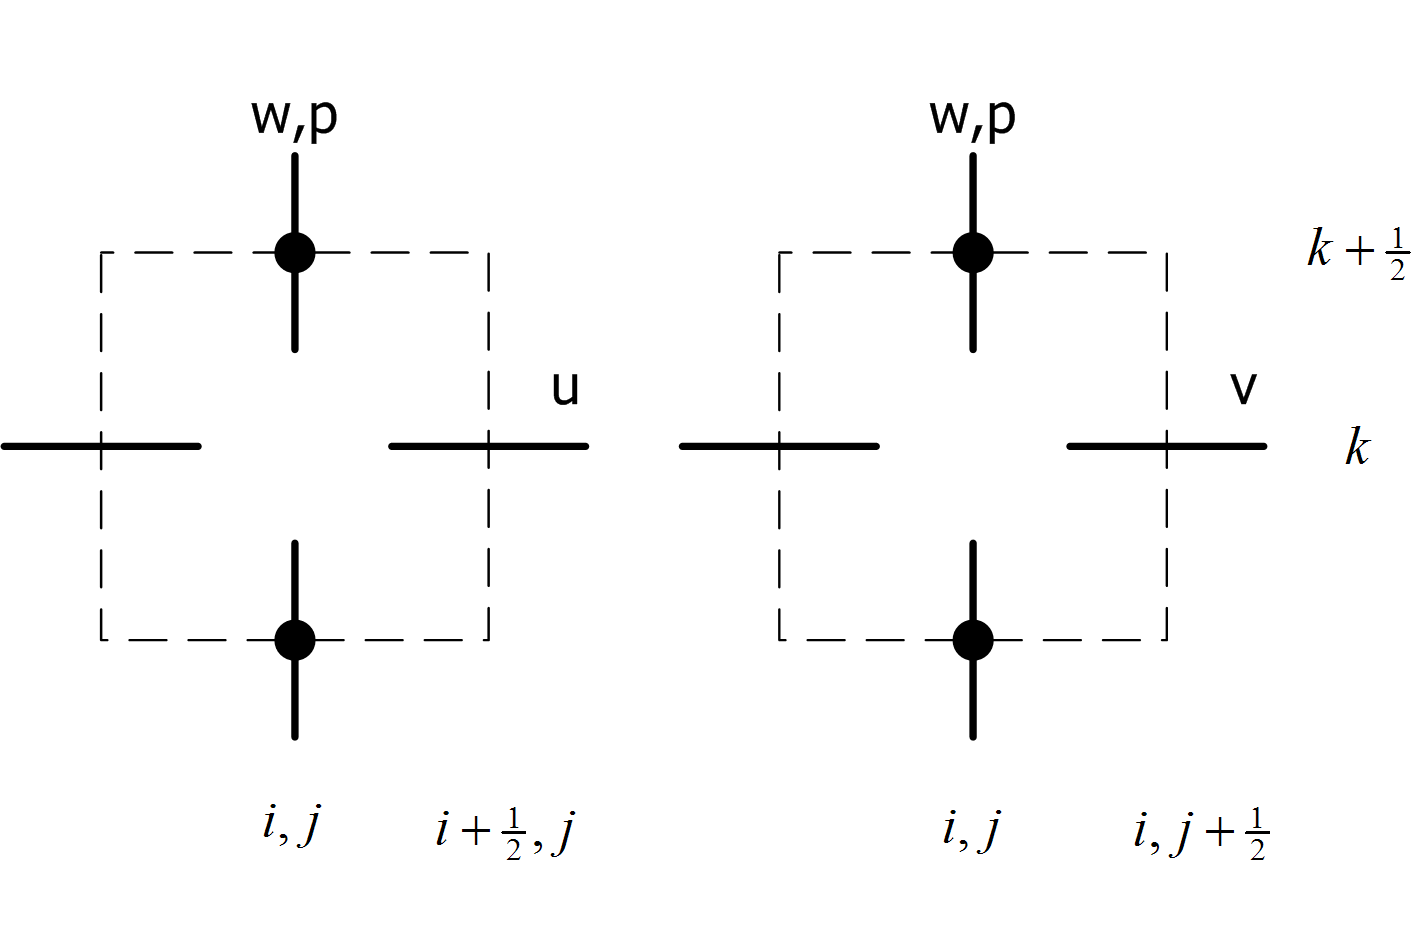 w,p w,p
k + 1/2
u v
k
i, j i + 1/2, j i, j i, j + 1/2